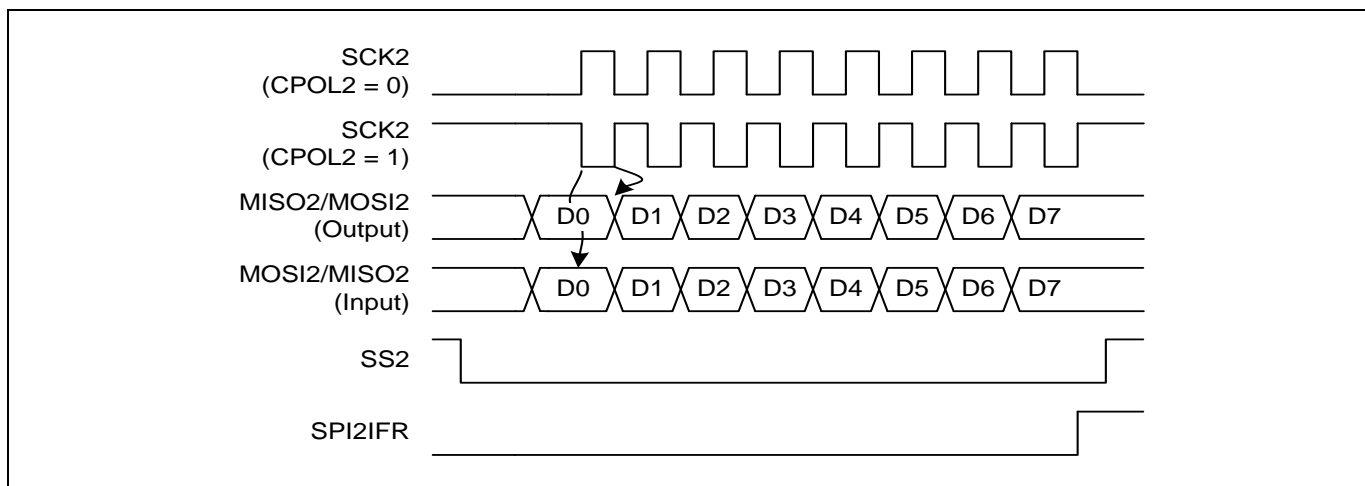 SCK2
(CPOL2 = 0)
SCK2
(CPOL2 = 1)
MISO2/MOSI2
(Output)
D0 D1 D2 D3 D4 D5 D6 D7
MOSI2/MISO2
(Input)
D0 D1 D2 D3 D4 D5 D6 D7
SS2
SPI2IFR